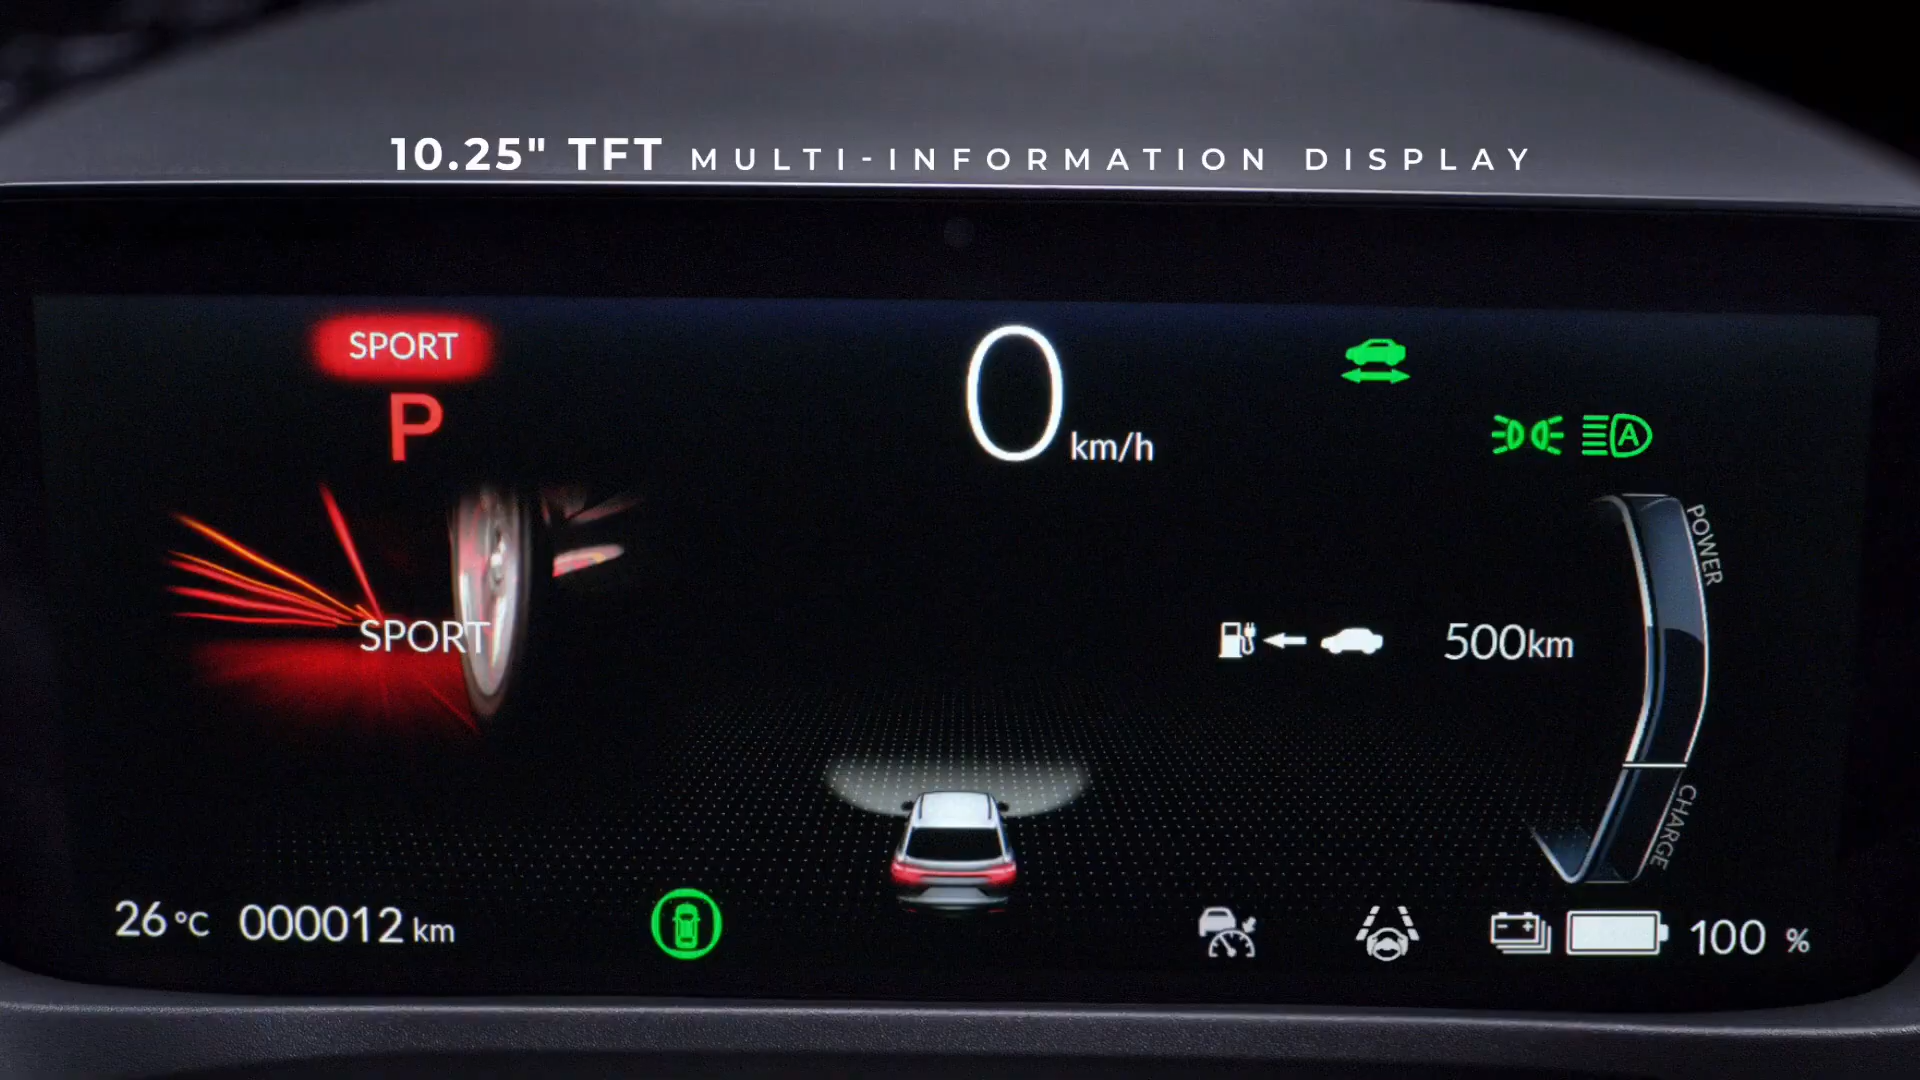 10.25" TFT MULTI-INFORMATION DISPLAY
SPORT
P
0 km/h
A
POWER
SPORT
500km
CHARGE
26°C 000012 km
100 %